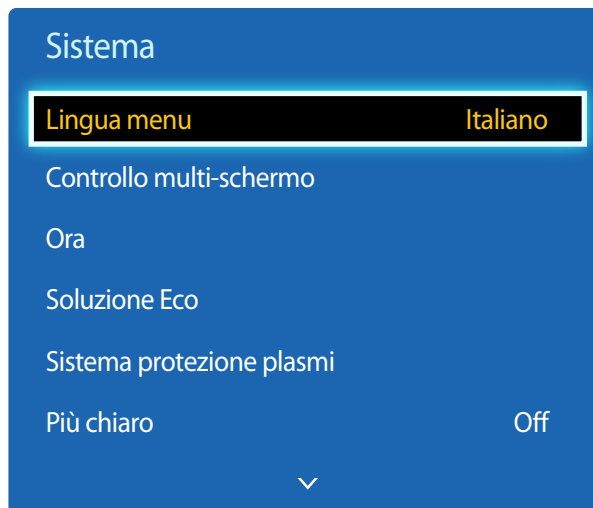 Sistema
Lingua menu Italiano
Controllo multi-schermo
Ora
Soluzione Eco
Sistema protezione plasmi
Più chiaro Off